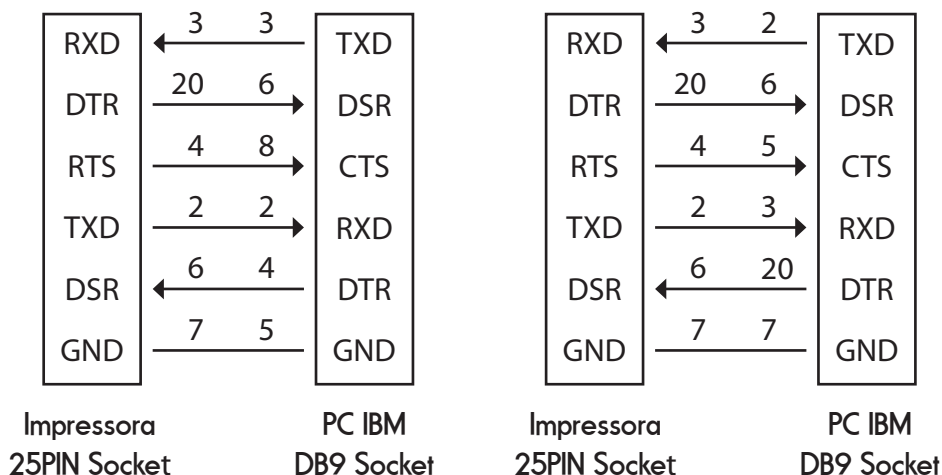 RXD 3 3 TXD
DTR 20 6 DSR
RTS 4 8 CTS
TXD 2 2 RXD
DSR 6 4 DTR
GND 7 5 GND
Impressora
25PIN Socket
PC IBM
DB9 Socket
RXD 3 2 TXD
DTR 20 6 DSR
RTS 4 5 CTS
TXD 2 3 RXD
DSR 6 20 DTR
GND 7 7 GND
Impressora
25PIN Socket
PC IBM
DB9 Socket